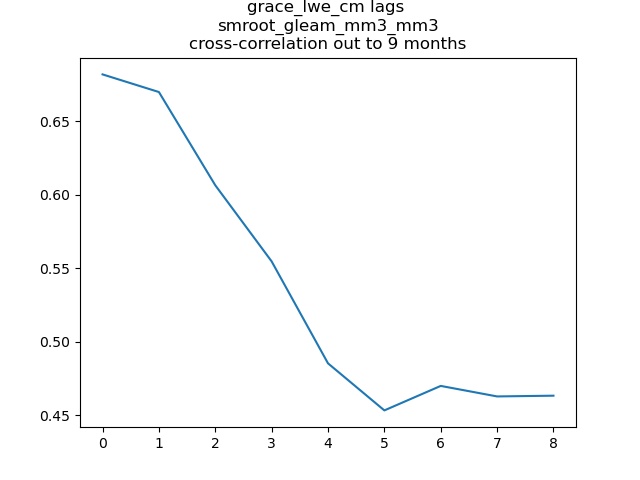 grace_lwe_cm lags
smroot_gleam_mm3_mm3
cross-correlation out to 9 months
0.65
0.60
0.55
0.50
0.45
0 1 2 3 4 5 6 7 8